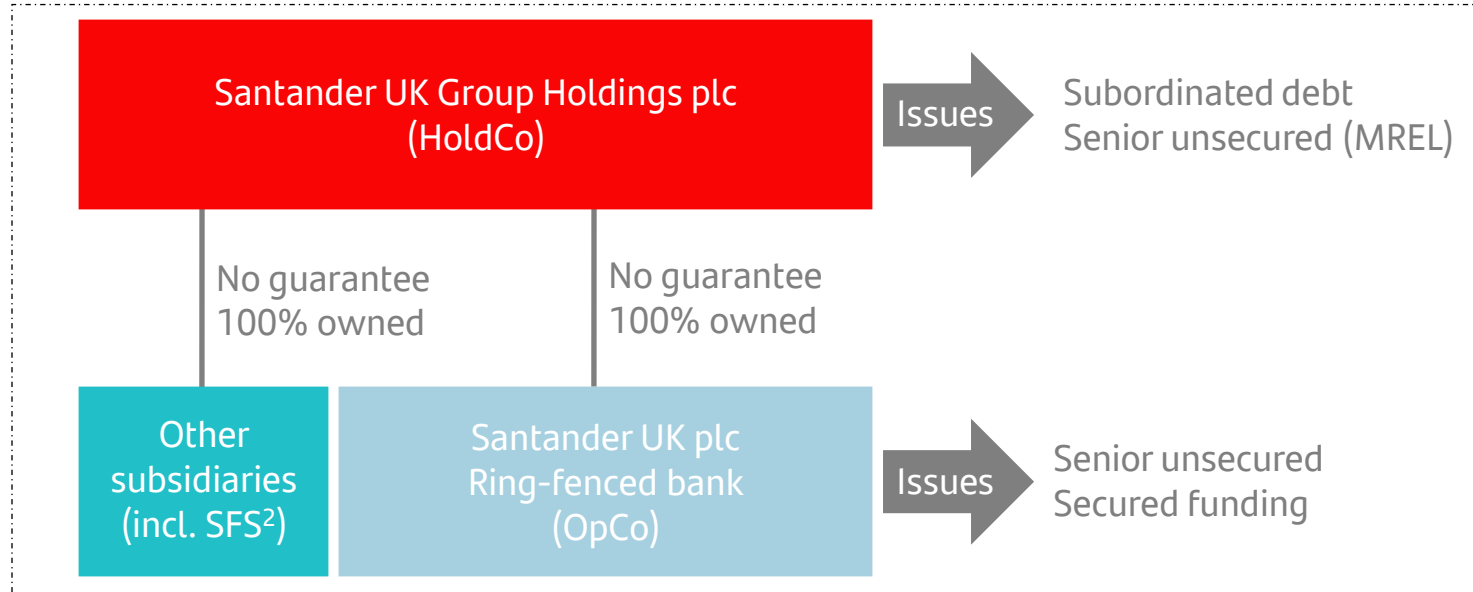 Santander UK Group Holdings plc
(HoldCo)
Issues
Subordinated debt
Senior unsecured (MREL)
No guarantee
100% owned
No guarantee
100% owned
Other
subsidiaries
(incl. SFS²)
Santander UK plc
Ring-fenced bank
(OpCo)
Issues
Senior unsecured
Secured funding